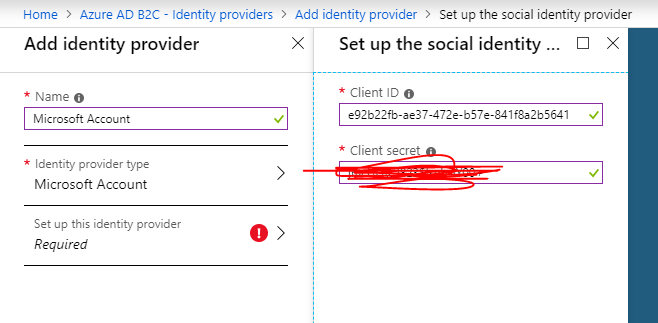 Home > Azure AD B2C - Identity providers > Add identity provider > Set up the social identity provider
Add identity provider
* Name
Microsoft Account
* Identity provider type
Microsoft Account
Set up this identity provider
Required
Set up the social identity ...
* Client ID
e92b22fb-ae37-472e-b57e-841f8a2b5641
* Client secret